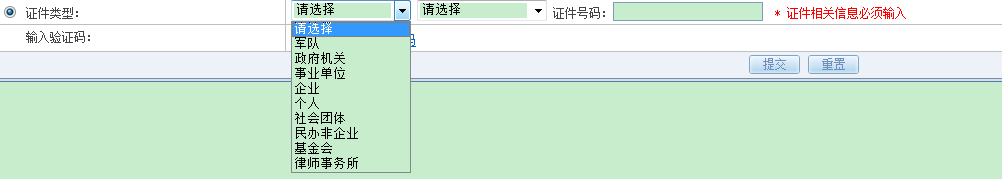 证件类型： 请选择 请选择 证件号码： * 证件相关信息必须输入
请选择
输入验证码：
军队
政府机关
提交 重置
事业单位
企业
个人
社会团体
民办非企业
基金会
律师事务所